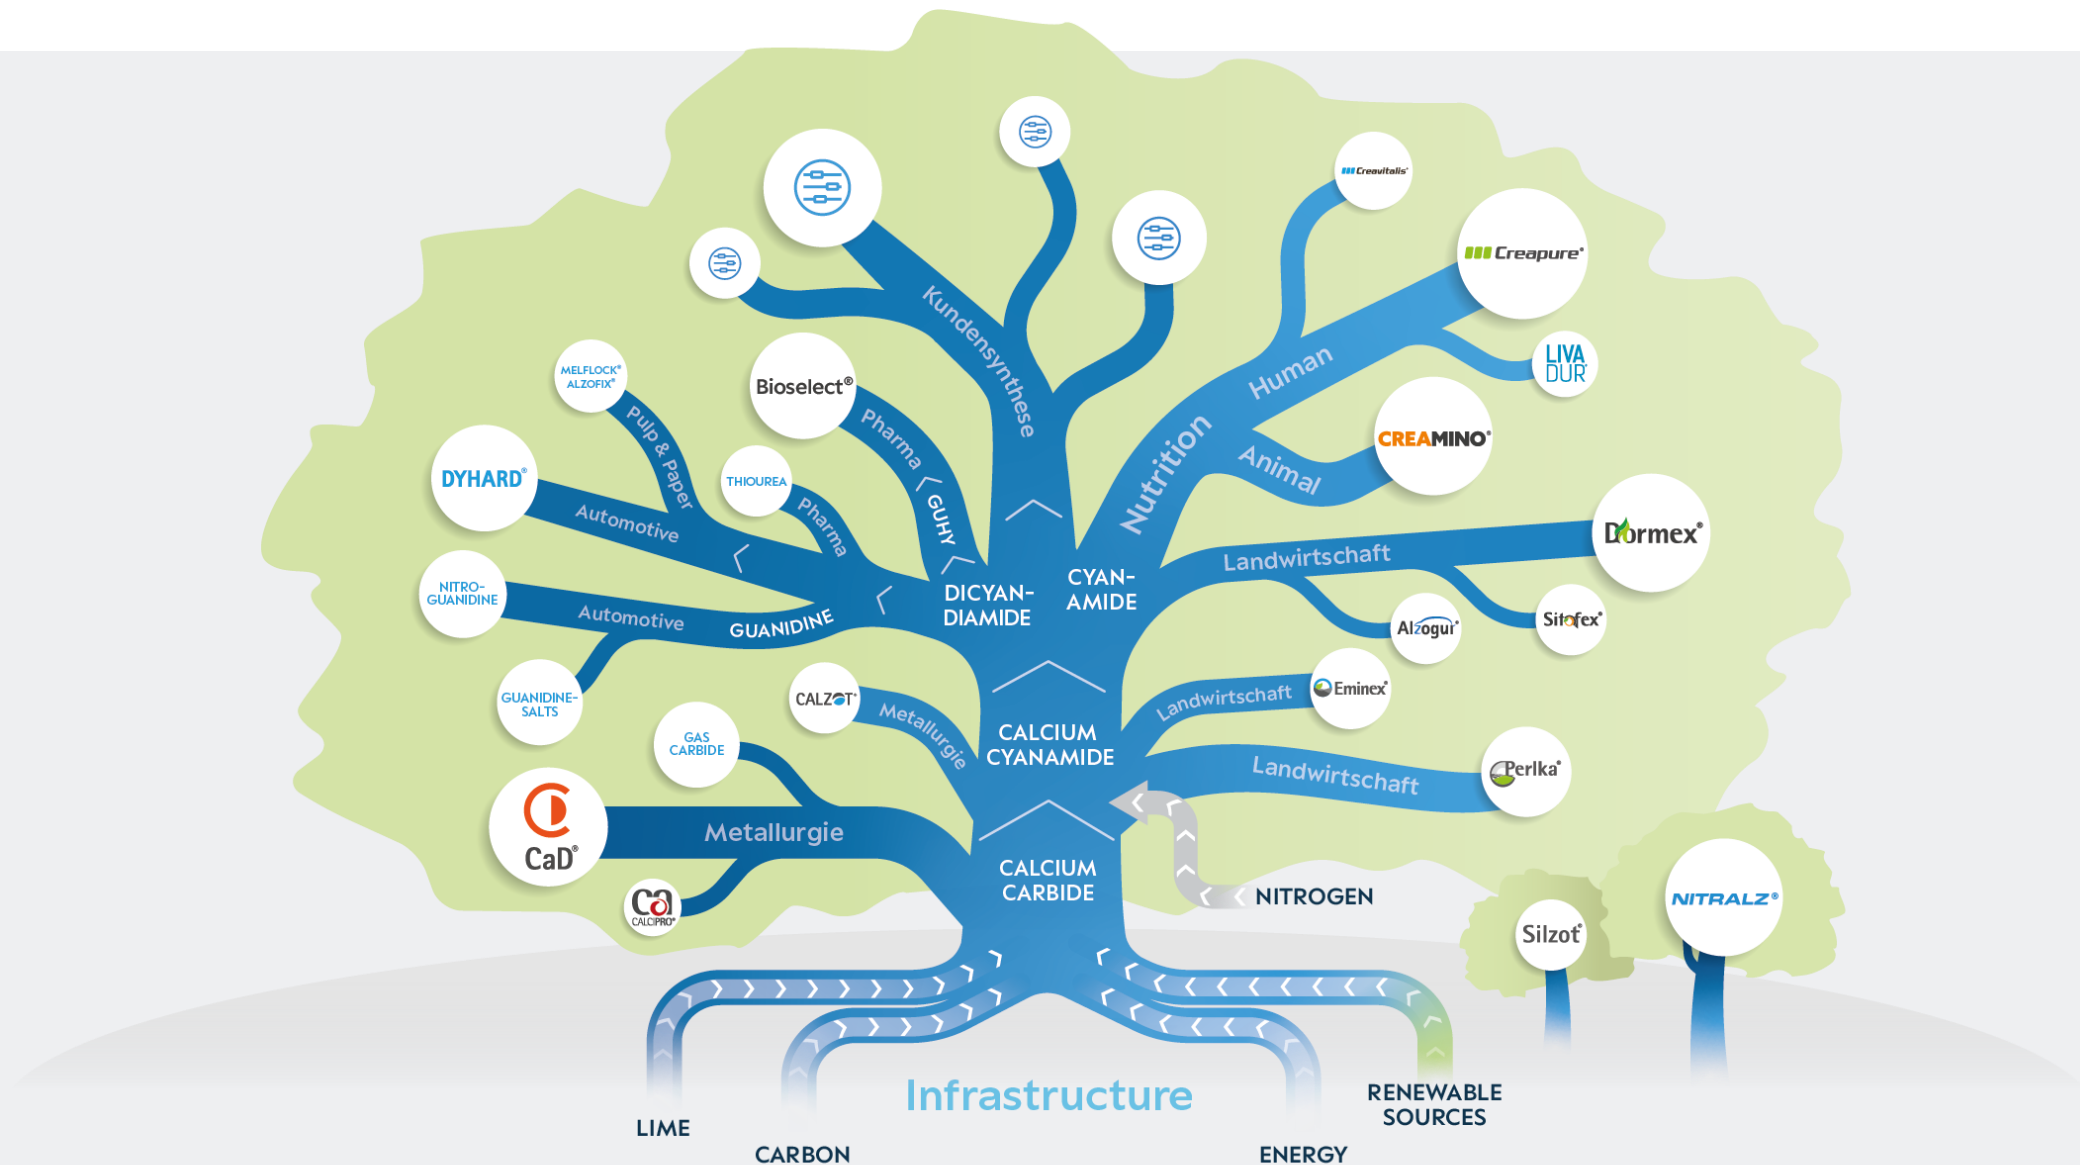 Creavitalis®
Creapure®
LIVA
DUR®
Kundensynthese
Human
MELFLOCK®
ALZOFIX®
Bioselect®
Pulp & Paper
Pharma
GUHY
Nutrition
Animal
CREAMINO®
DYHARD®
Automotive
THIOUREA
Pharma
Dormex®
Landwirtschaft
NITRO-
GUANIDINE
Automotive
GUANIDINE
DICYAN-
DIAMIDE
CYAN-
AMIDE
Alzogur®
Sitofex®
GUANIDINE-
SALTS
CALZOT®
Metallurgie
Landwirtschaft
Eminex®
GAS
CARBIDE
CALCIUM
CYANAMIDE
Landwirtschaft
Perlka®
CaD®
Metallurgie
CALCIUM
CARBIDE
NITROGEN
ca
CALCIPRO®
Silzot®
NITRALZ®
Infrastructure
RENEWABLE
SOURCES
LIME
CARBON
ENERGY